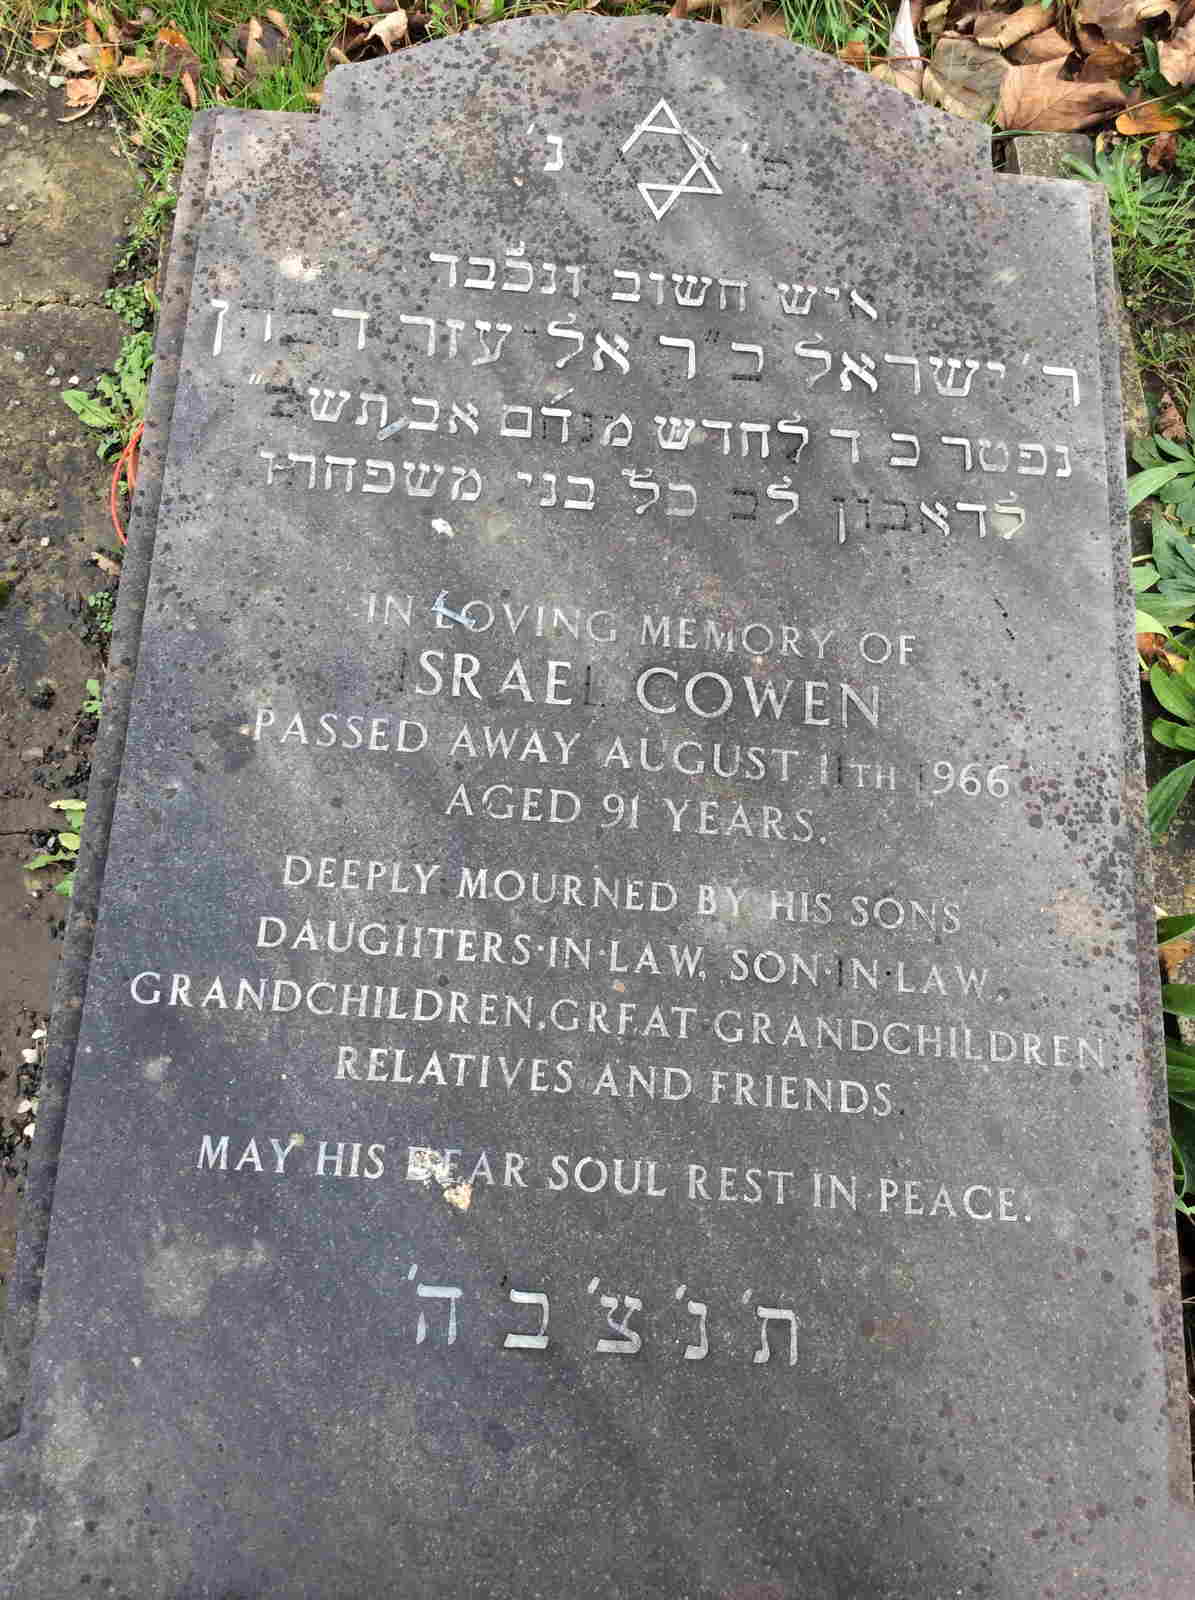 פ' נ'
איש חשוב ונכבד
ר' ישראל ב"ר אליעזר הכהן
נפטר כ ה לחדש מנחם אב תשכ"ו
לדאבון לב כל בני משפחתו
IN LOVING MEMORY OF
ISRAEL COWEN
PASSED AWAY AUGUST 11TH 1966
AGED 91 YEARS.
DEEPLY MOURNED BY HIS SONS
DAUGHTERS·IN·LAW, SON·IN·LAW,
GRANDCHILDREN, GREAT·GRANDCHILDREN
RELATIVES AND FRIENDS.
MAY HIS DEAR SOUL REST IN PEACE.
ת' נ' צ' ב' ה'